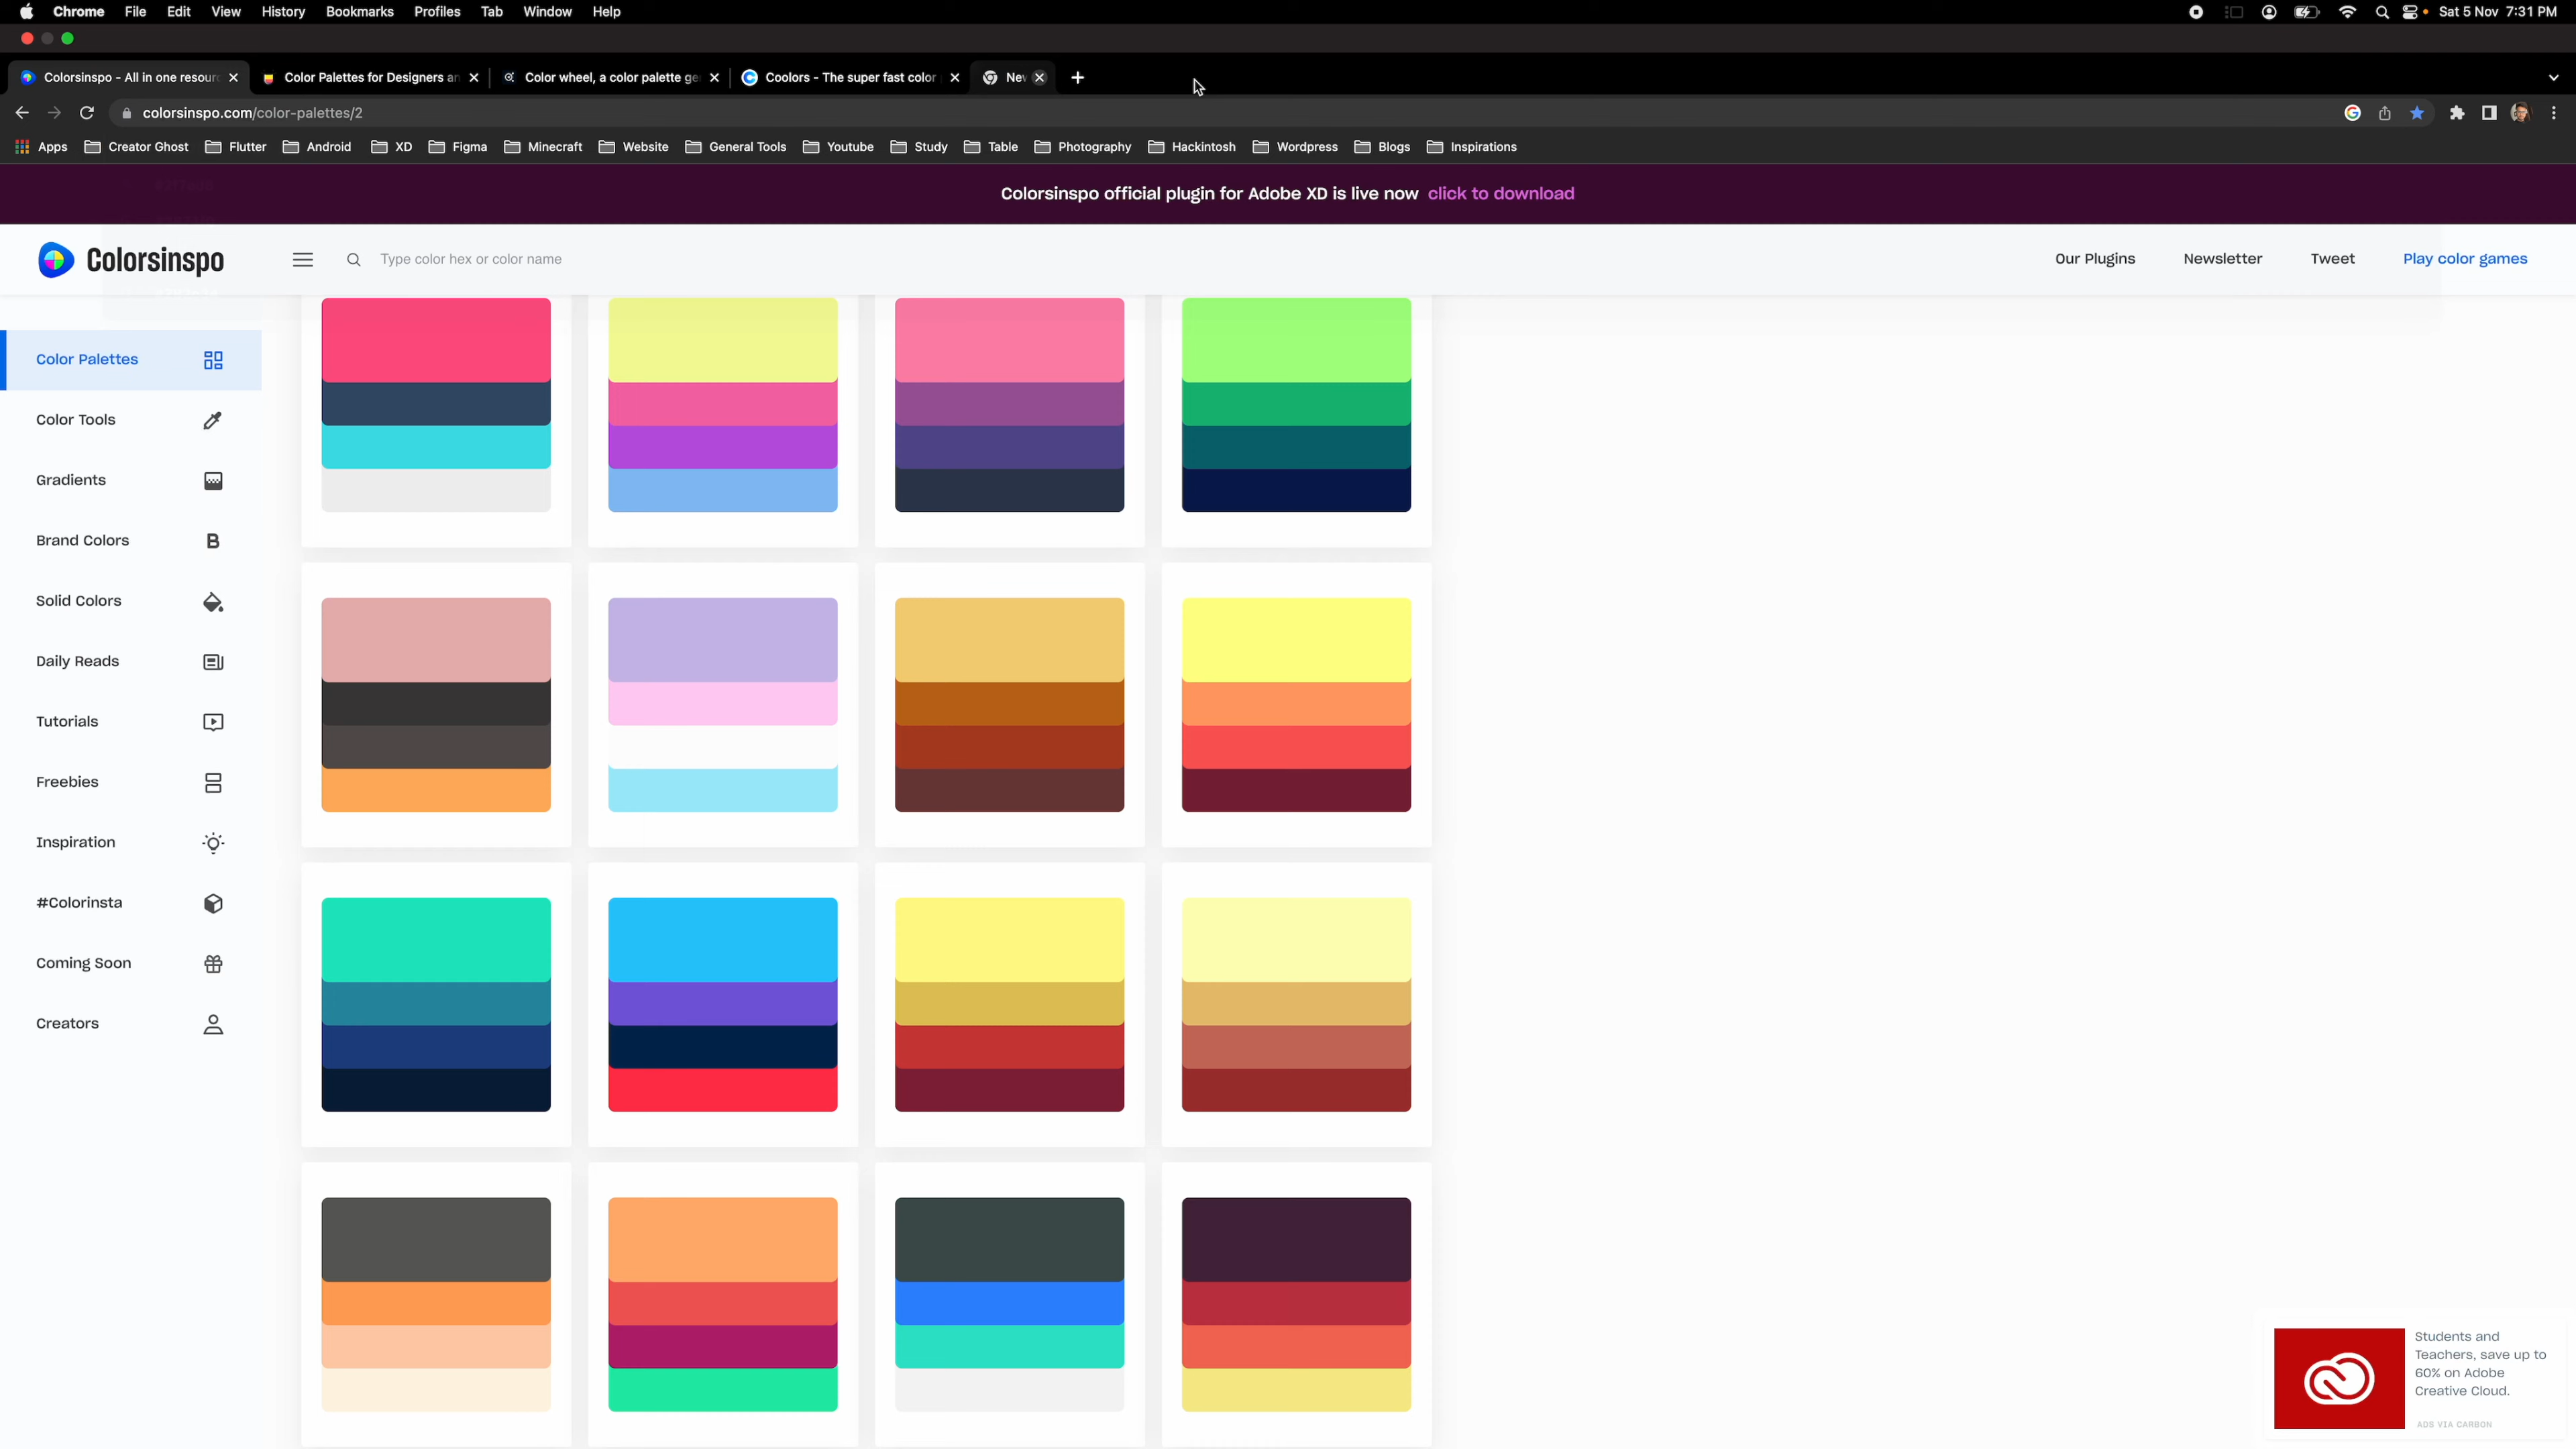 Chrome File Edit View History Bookmarks Profiles Tab Window Help Sat 5 Nov 7:31 PM
Colorsinspo - All in one resour Color Palettes for Designers an Color wheel, a color palette ge Coolors - The super fast color New
colorsinspo.com/color-palettes/2
Apps Creator Ghost Flutter Android XD Figma Minecraft Website General Tools Youtube Study Table Photography Hackintosh Wordpress Blogs Inspirations
Colorsinspo official plugin for Adobe XD is live now click to download
Colorsinspo Type color hex or color name Our Plugins Newsletter Tweet Play color games
Color Palettes
Color Tools
Gradients
Brand Colors
B
Solid Colors
Daily Reads
Tutorials
Freebies
Inspiration
#Colorinsta
Coming Soon
Creators
Students and
Teachers, save up to
60% on Adobe
Creative Cloud.
ADS VIA CARBON